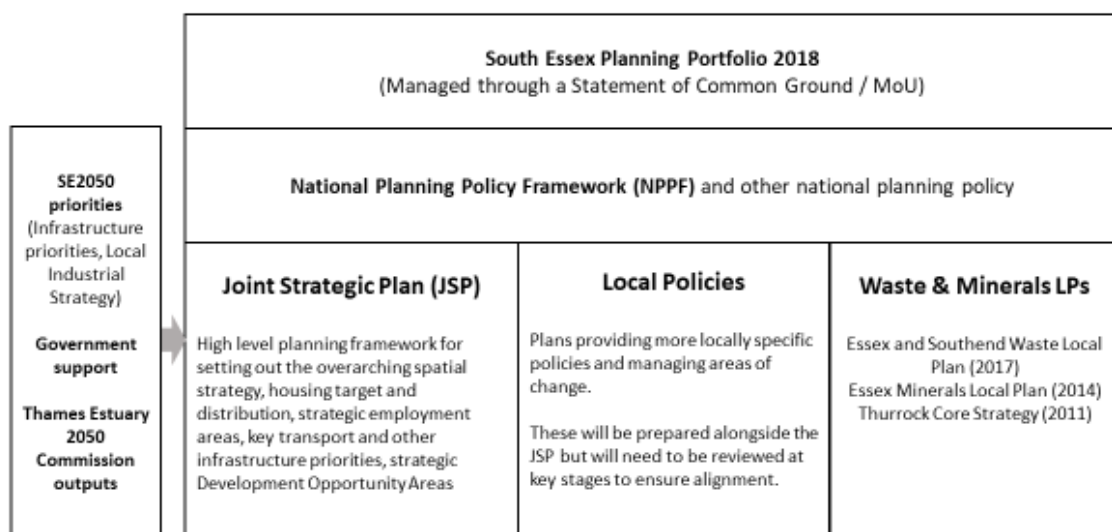 South Essex Planning Portfolio 2018
(Managed through a Statement of Common Ground / MoU)
National Planning Policy Framework (NPPF) and other national planning policy
SE2050
priorities
(Infrastructure
priorities, Local
Industrial
Strategy)
Government
support
Thames Estuary
2050
Commission
outputs
Joint Strategic Plan (JSP)
High level planning framework for
setting out the overarching spatial
strategy, housing target and
distribution, strategic employment
areas, key transport and other
infrastructure priorities, strategic
Development Opportunity Areas
Local Policies
Plans providing more locally specific
policies and managing areas of
change.
These will be prepared alongside the
JSP but will need to be reviewed at
key stages to ensure alignment.
Waste & Minerals LPs
Essex and Southend Waste Local
Plan (2017)
Essex Minerals Local Plan (2014)
Thurrock Core Strategy (2011)